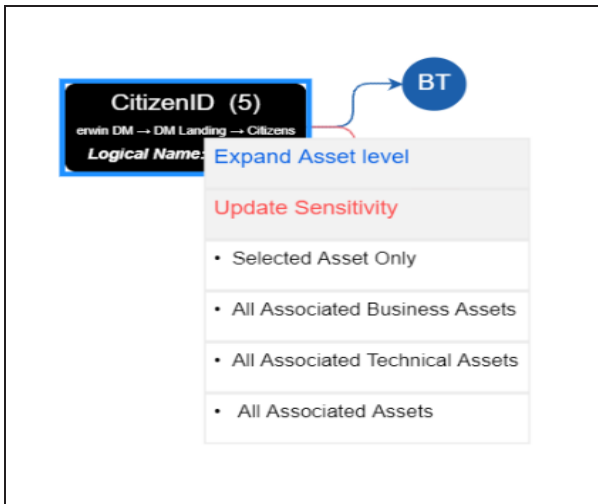 CitizenID (5)
BT
erwin DM → DM Landing → Citizens
Logical Name:
Expand Asset level
Update Sensitivity
• Selected Asset Only
• All Associated Business Assets
• All Associated Technical Assets
• All Associated Assets